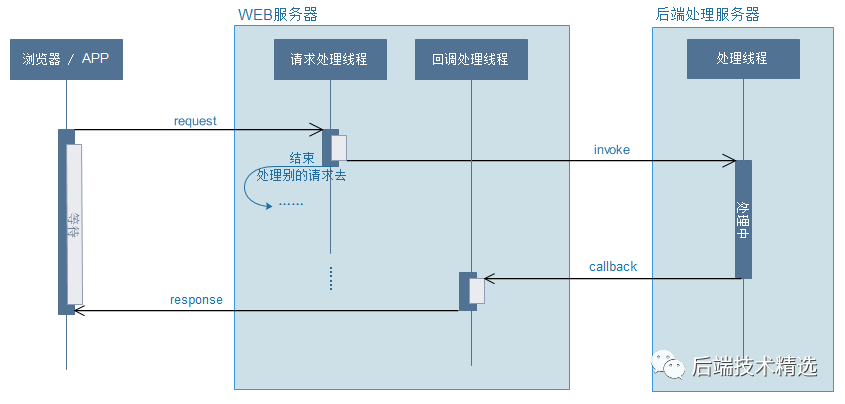 WEB服务器
后端处理服务器
浏览器 / APP
请求处理线程
回调处理线程
处理线程
request
invoke
结束
处理别的请求去
……
等待
处理中
callback
response
后端技术精选